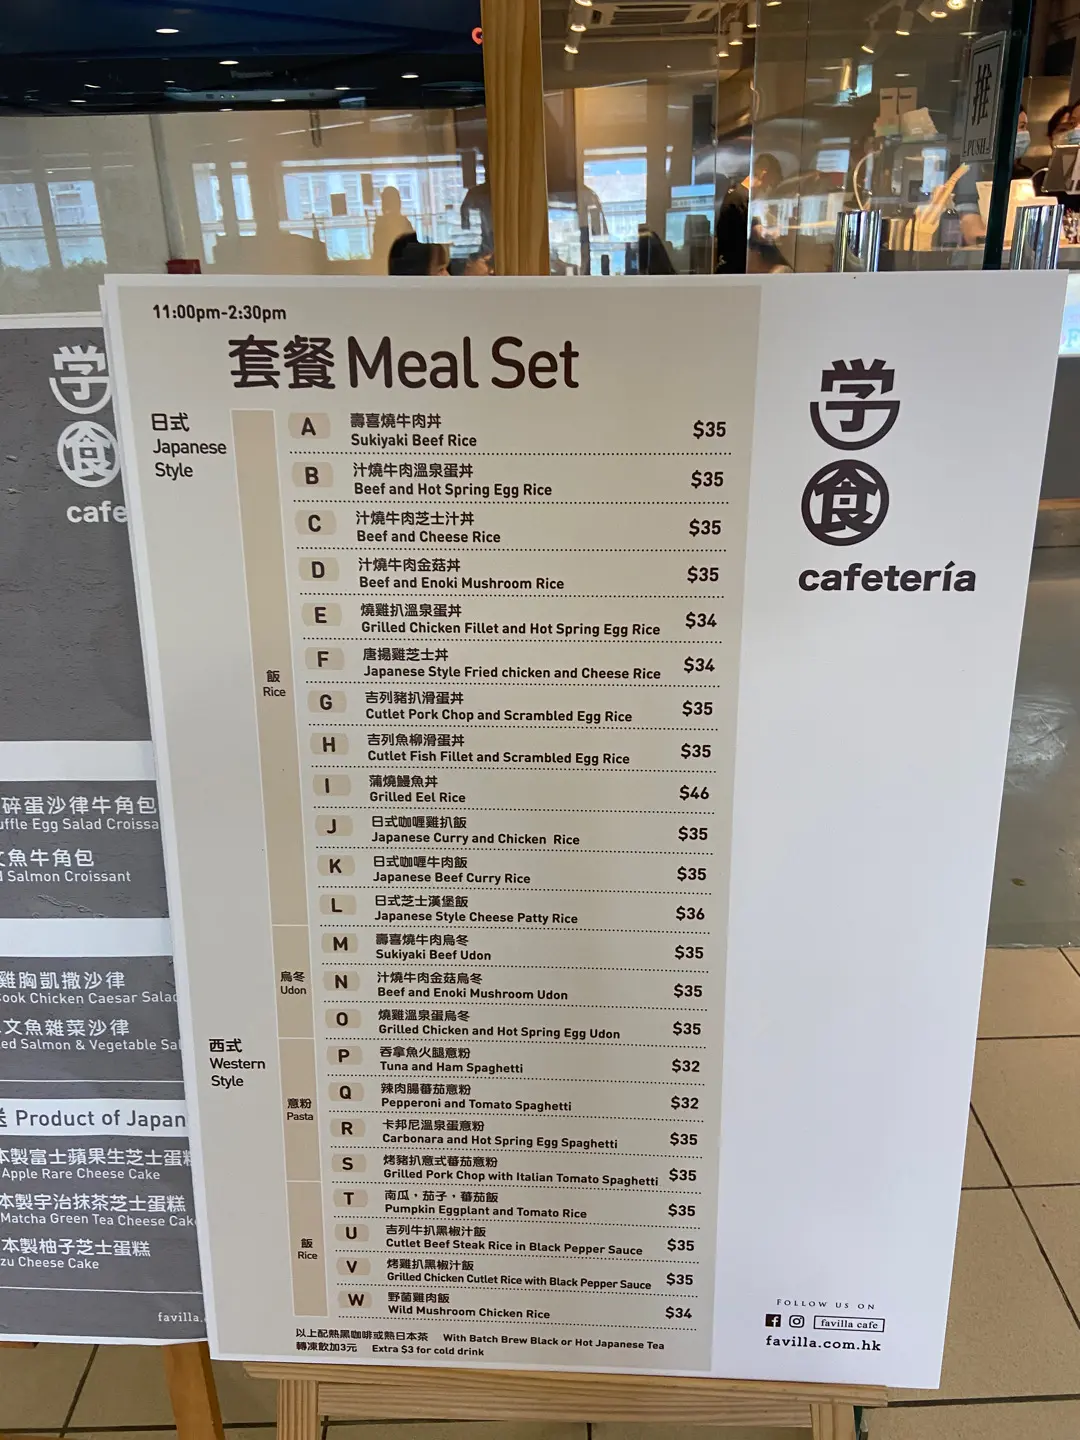 Panasonic
推
PUSH
11:00pm-2:30pm
套餐 Meal Set
日式
Japanese
Style
飯
Rice
A 壽喜燒牛肉丼
Sukiyaki Beef Rice $35
B 汁燒牛肉溫泉蛋丼
Beef and Hot Spring Egg Rice $35
C 汁燒牛肉芝士汁丼
Beef and Cheese Rice $35
D 汁燒牛肉金菇丼
Beef and Enoki Mushroom Rice $35
E 燒雞扒溫泉蛋丼
Grilled Chicken Fillet and Hot Spring Egg Rice $34
F 唐揚雞芝士丼
Japanese Style Fried chicken and Cheese Rice $34
G 吉列豬扒滑蛋丼
Cutlet Pork Chop and Scrambled Egg Rice $35
H 吉列魚柳滑蛋丼
Cutlet Fish Fillet and Scrambled Egg Rice $35
I 蒲燒鰻魚丼
Grilled Eel Rice $46
J 日式咖喱雞扒飯
Japanese Curry and Chicken Rice $35
K 日式咖喱牛肉飯
Japanese Beef Curry Rice $35
L 日式芝士漢堡飯
Japanese Style Cheese Patty Rice $36
烏冬
Udon
M 壽喜燒牛肉烏冬
Sukiyaki Beef Udon $35
N 汁燒牛肉金菇烏冬
Beef and Enoki Mushroom Udon $35
O 燒雞溫泉蛋烏冬
Grilled Chicken and Hot Spring Egg Udon $35
西式
Western
Style
意粉
Pasta
P 吞拿魚火腿意粉
Tuna and Ham Spaghetti $32
Q 辣肉腸蕃茄意粉
Pepperoni and Tomato Spaghetti $32
R 卡邦尼溫泉蛋意粉
Carbonara and Hot Spring Egg Spaghetti $35
S 烤豬扒意式蕃茄意粉
Grilled Pork Chop with Italian Tomato Spaghetti $35
飯
Rice
T 南瓜，茄子，蕃茄飯
Pumpkin Eggplant and Tomato Rice $35
U 吉列牛扒黑椒汁飯
Cutlet Beef Steak Rice in Black Pepper Sauce $35
V 烤雞扒黑椒汁飯
Grilled Chicken Cutlet Rice with Black Pepper Sauce $35
W 野菌雞肉飯
Wild Mushroom Chicken Rice $34
以上配熱黑咖啡或熱日本茶 With Batch Brew Black or Hot Japanese Tea
轉凍飲加3元 Extra $3 for cold drink
学
食
cafetería
FOLLOW US ON
favilla cafe
favilla.com.hk
学
食
cafe
碎蛋沙律牛角包
uffle Egg Salad Croissa
文魚牛角包
Salmon Croissant
雞胸凱撒沙律
ook Chicken Caesar Salad
文魚雜菜沙律
ed Salmon & Vegetable Sal
送 Product of Japan
本製富士蘋果生芝士蛋糕
Apple Rare Cheese Cake
本製宇治抹茶芝士蛋糕
Matcha Green Tea Cheese Cak
本製柚子芝士蛋糕
zu Cheese Cake
favilla.